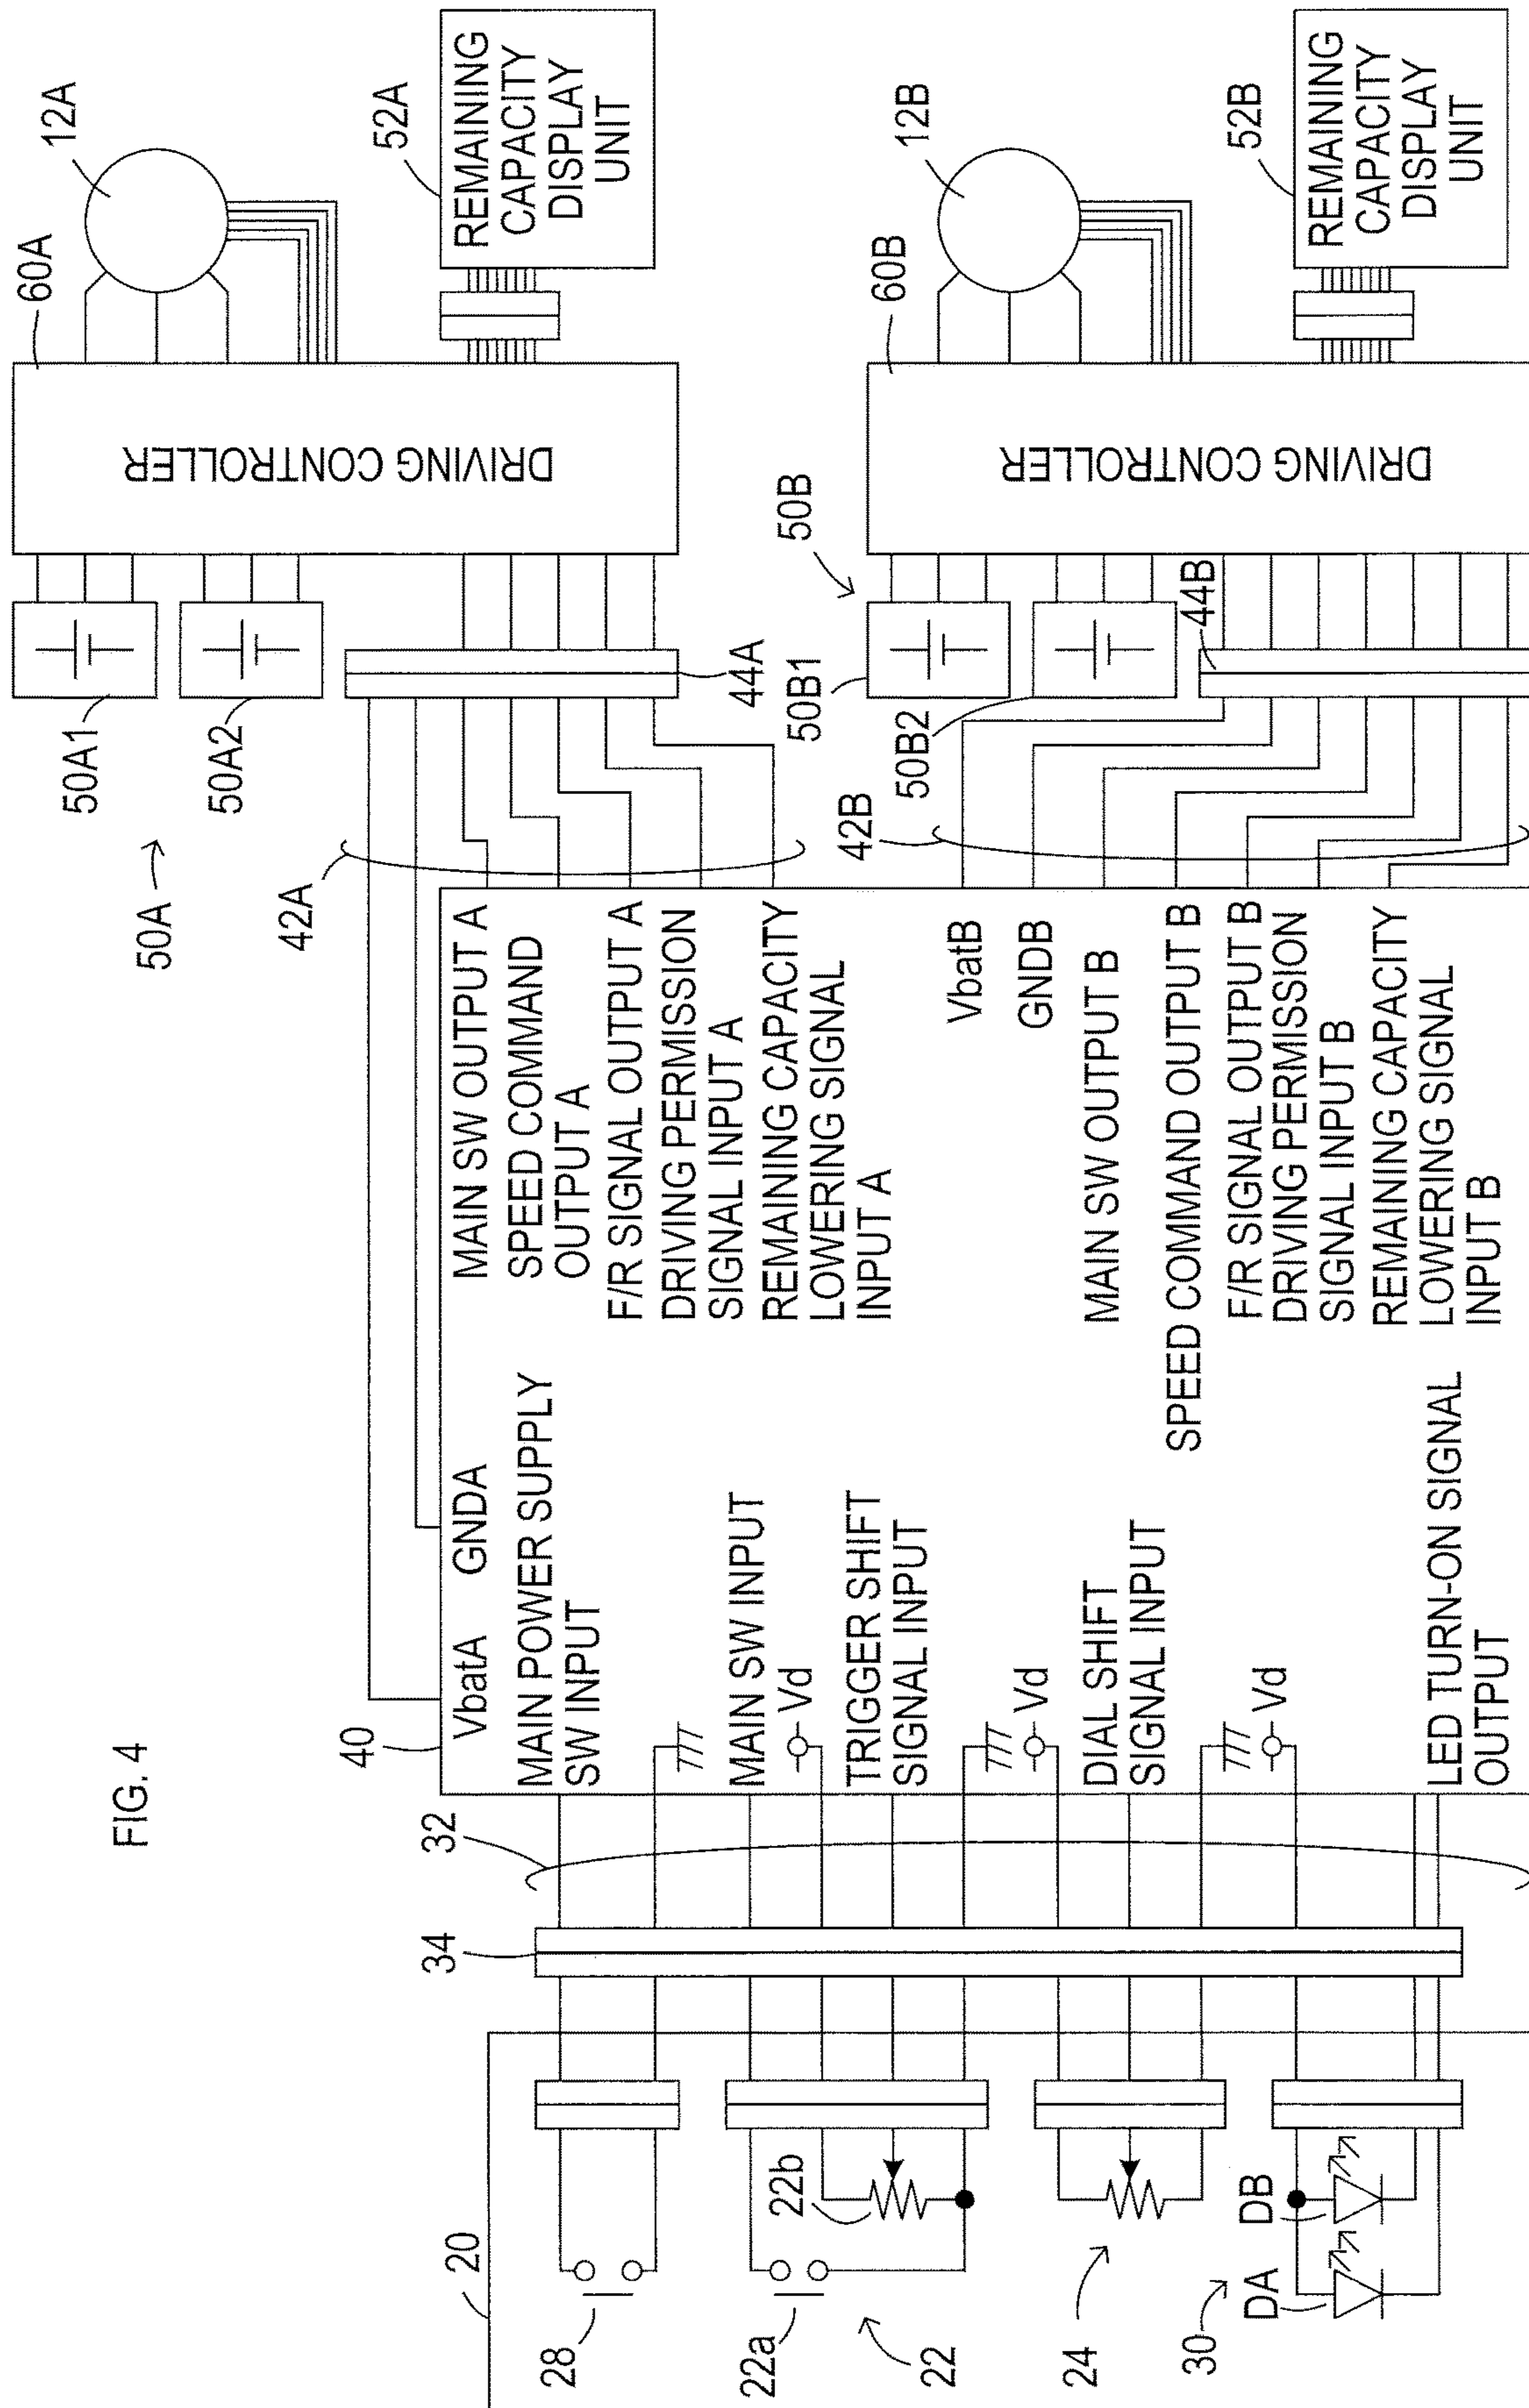 FIG. 4
20
28
22a
22b
22
24
30
DA
DB
34
32
40
VbatA
GNDA
MAIN POWER SUPPLY
SW INPUT
MAIN SW INPUT
Vd
TRIGGER SHIFT
SIGNAL INPUT
Vd
DIAL SHIFT
SIGNAL INPUT
Vd
LED TURN-ON SIGNAL
OUTPUT
MAIN SW OUTPUT A
SPEED COMMAND
OUTPUT A
F/R SIGNAL OUTPUT A
DRIVING PERMISSION
SIGNAL INPUT A
REMAINING CAPACITY
LOWERING SIGNAL
INPUT A
VbatB
GNDB
MAIN SW OUTPUT B
SPEED COMMAND OUTPUT B
F/R SIGNAL OUTPUT B
DRIVING PERMISSION
SIGNAL INPUT B
REMAINING CAPACITY
LOWERING SIGNAL
INPUT B
50A
42A
50A1
50A2
44A
42B
50B
50B1
50B2
44B
60A
DRIVING CONTROLLER
12A
52A
REMAINING
CAPACITY
DISPLAY
UNIT
60B
DRIVING CONTROLLER
12B
52B
REMAINING
CAPACITY
DISPLAY
UNIT